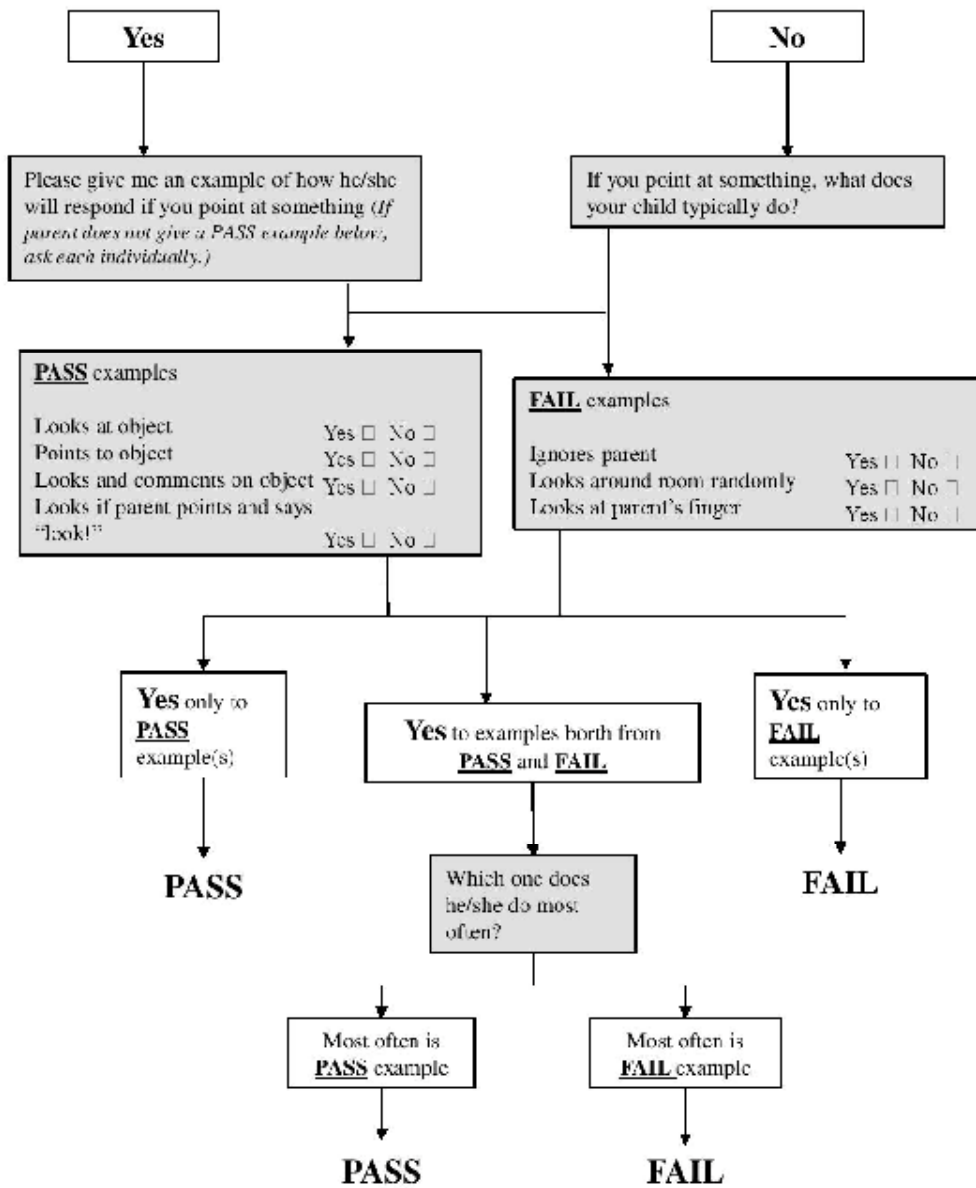 Yes
No
Please give me an example of how he/she
will respond if you point at something (If
parent does not give a PASS example below,
ask each individually.)
If you point at something, what does
your child typically do?
PASS examples
Looks at object Yes □ No □
Points to object Yes □ No □
Looks and comments on object Yes □ No □
Looks if parent points and says
“look!” Yes □ No □
FAIL examples
Ignores parent Yes □ No □
Looks around room randomly Yes □ No □
Looks at parent's finger Yes □ No □
Yes only to
PASS
example(s)
Yes to examples borth from
PASS and FAIL
Yes only to
FAIL
example(s)
PASS
Which one does
he/she do most
often?
FAIL
Most often is
PASS example
Most often is
FAIL example
PASS
FAIL